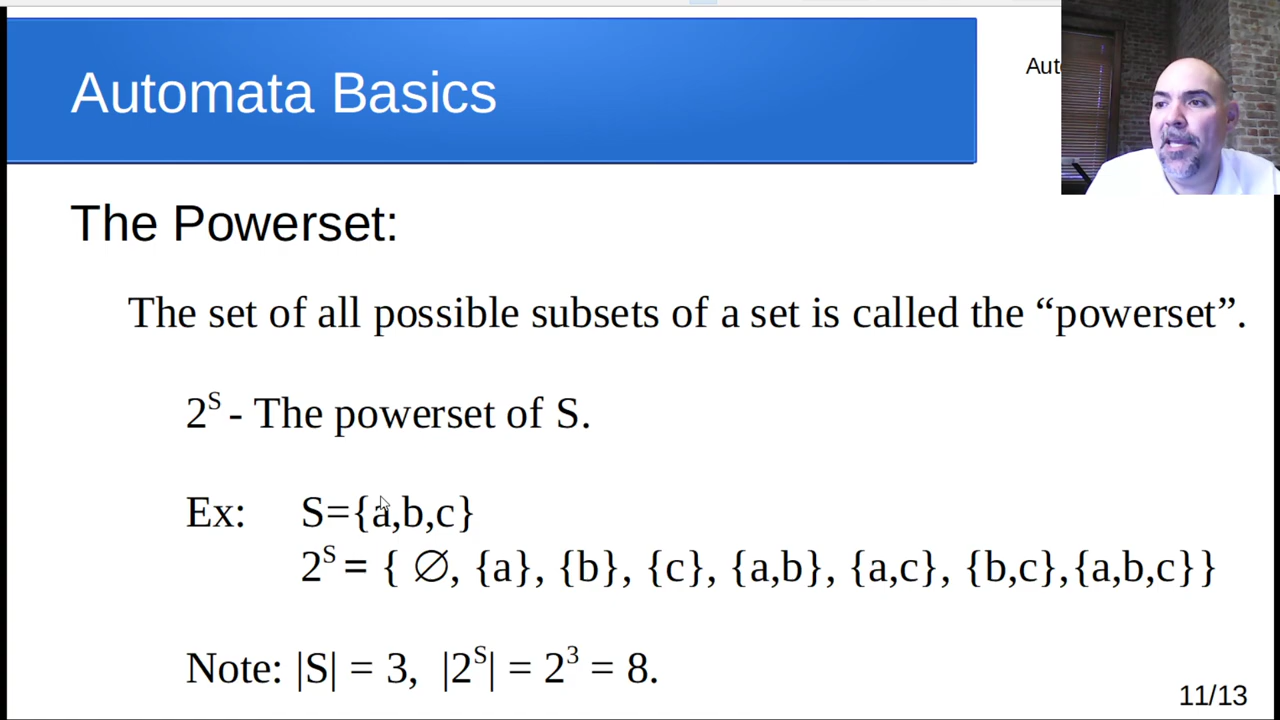 Automata Basics
The Powerset:
The set of all possible subsets of a set is called the “powerset”.
2^S - The powerset of S.
Ex: S={a,b,c}
2^S = { ∅, {a}, {b}, {c}, {a,b}, {a,c}, {b,c},{a,b,c}}
Note: |S| = 3, |2^S| = 2^3 = 8.
11/13